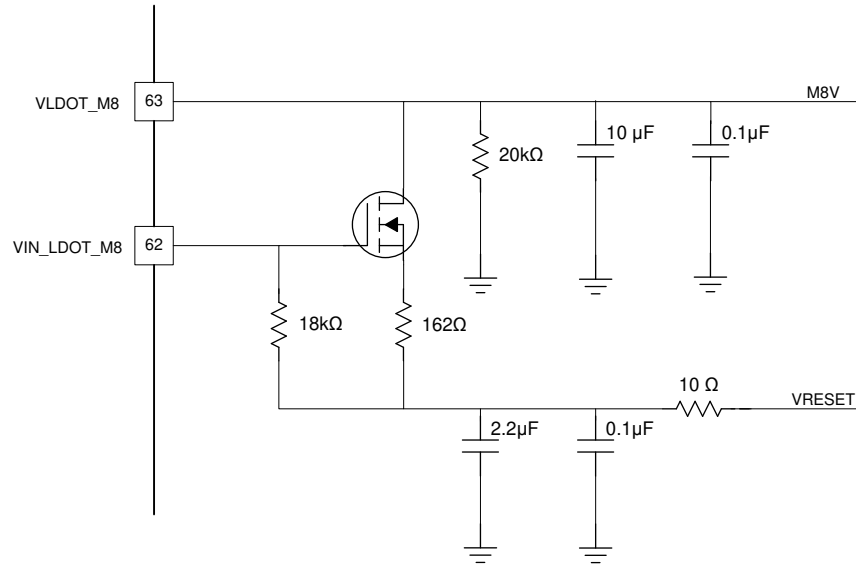 M8V
VLDOT_M8
63
10 µF
0.1µF
20kΩ
VIN_LDOT_M8
62
18kΩ
162Ω
10 Ω
VRESET
2.2µF
0.1µF